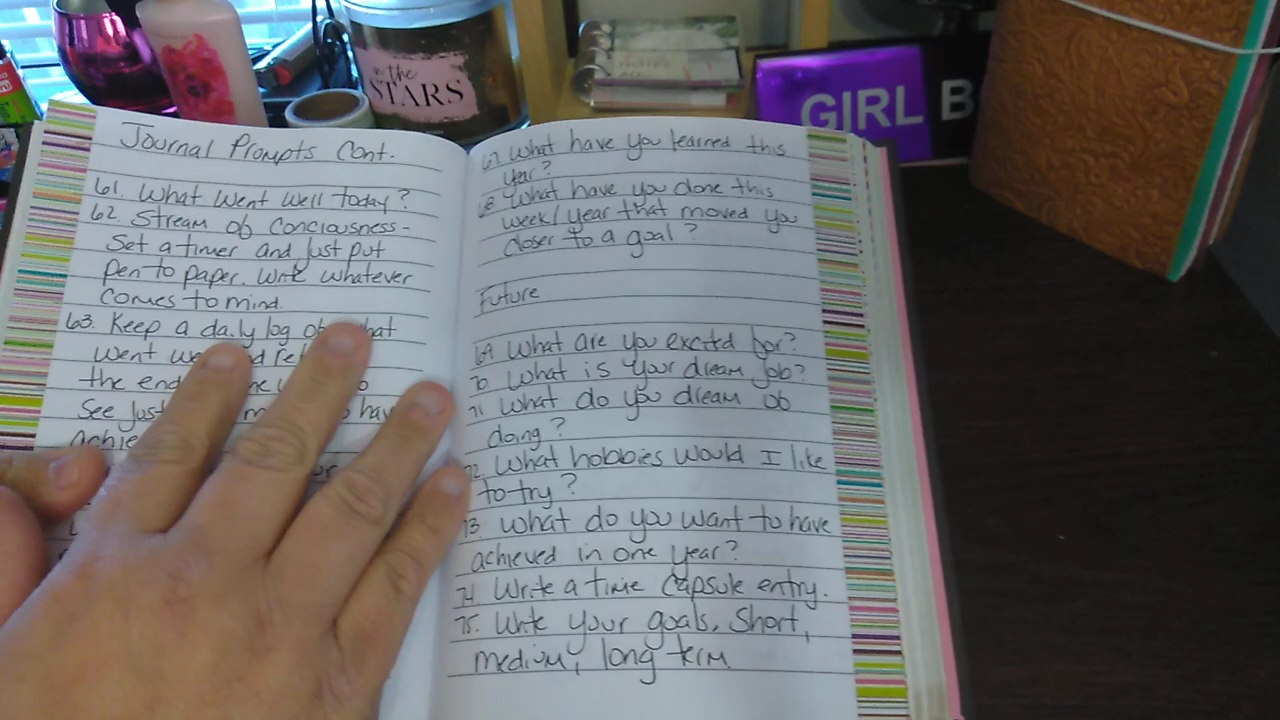 Journal Prompts Cont.
61. What went well today?
62. Stream of Conciousness-
Set a timer and just put
pen to paper. Write whatever
comes to mind.
63. Keep a daily log of what
went
the end
See just have
achie
67. What have you learned this
year?
68. What have you done this
week/year that moved you
closer to a goal?
Future
69. What are you excited for?
70. What is your dream job?
71. What do you dream of
doing?
72. What hobbies would I like
to try?
73. What do you want to have
achieved in one year?
74. Write a time capsule entry.
75. Write your goals. Short,
medium, long term.
in the
STARS
GIRL B